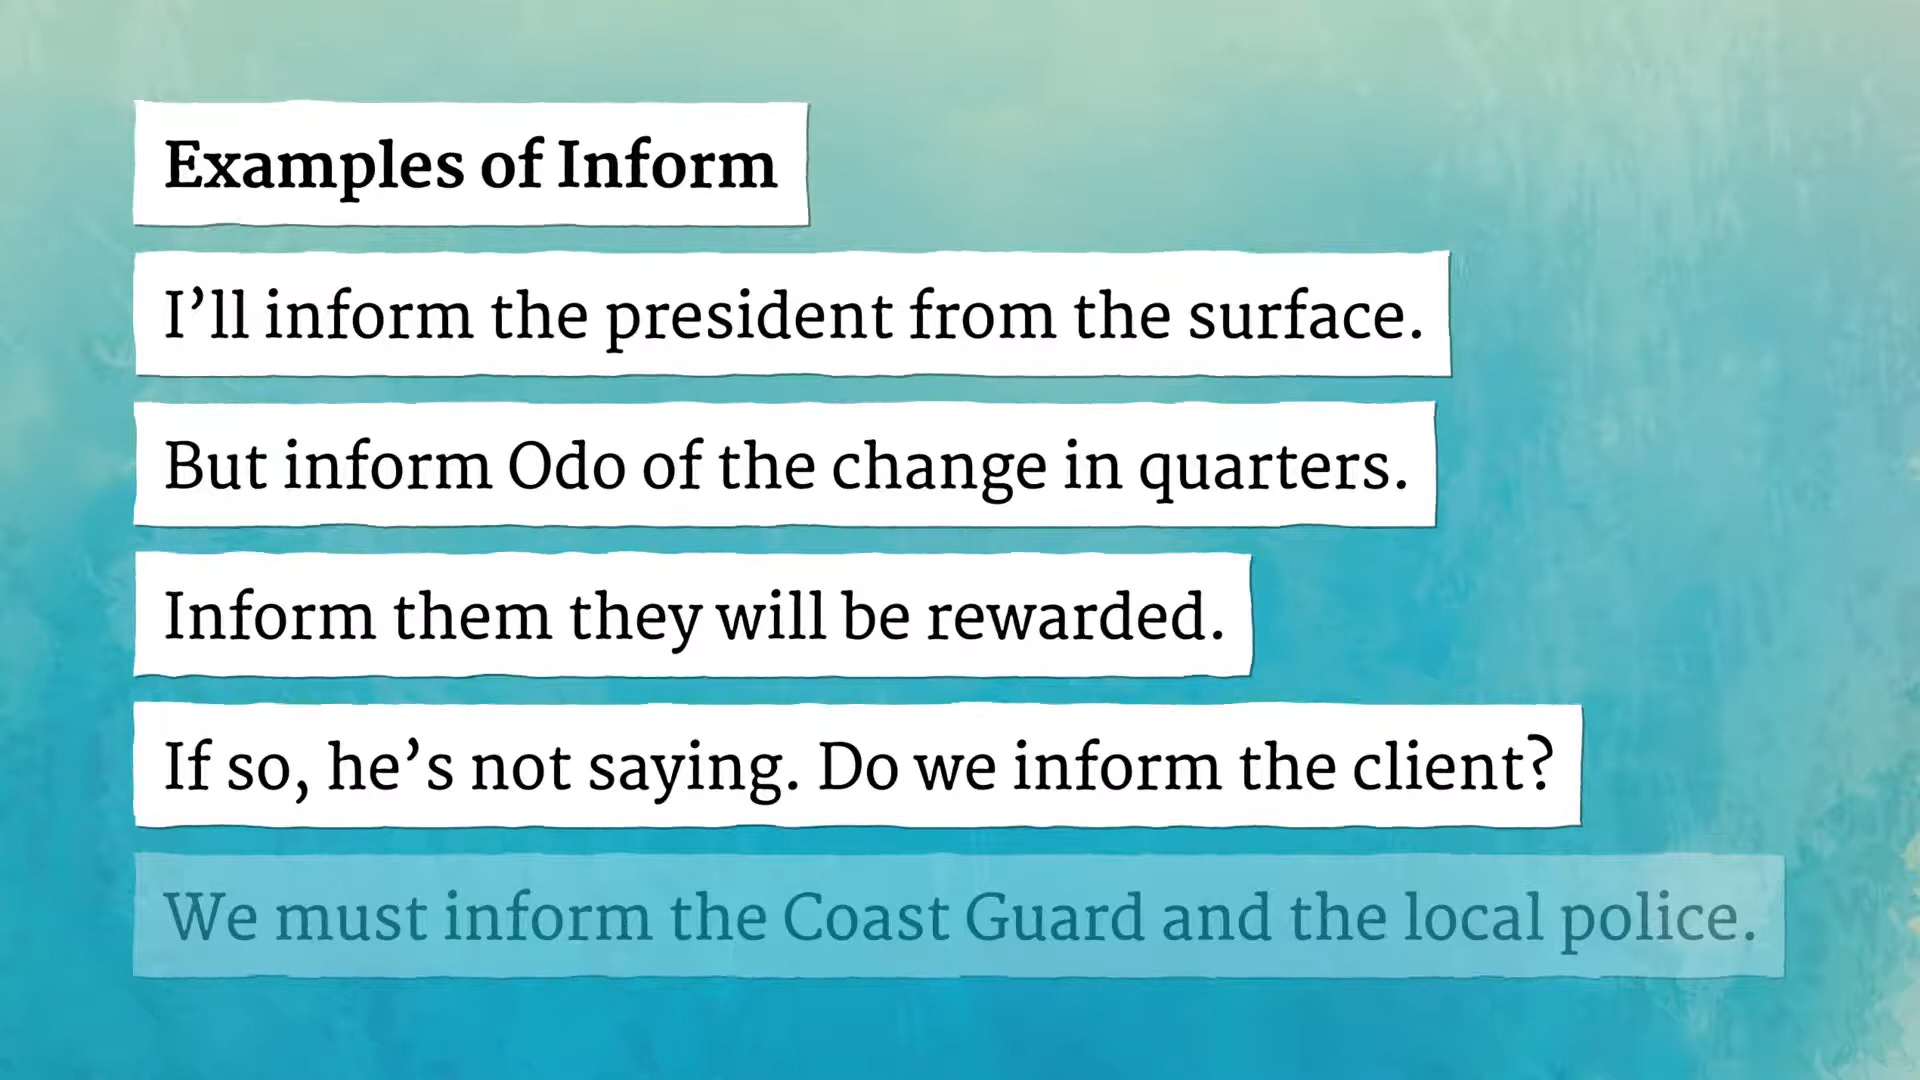 Examples of Inform
I’ll inform the president from the surface.
But inform Odo of the change in quarters.
Inform them they will be rewarded.
If so, he’s not saying. Do we inform the client?
We must inform the Coast Guard and the local police.